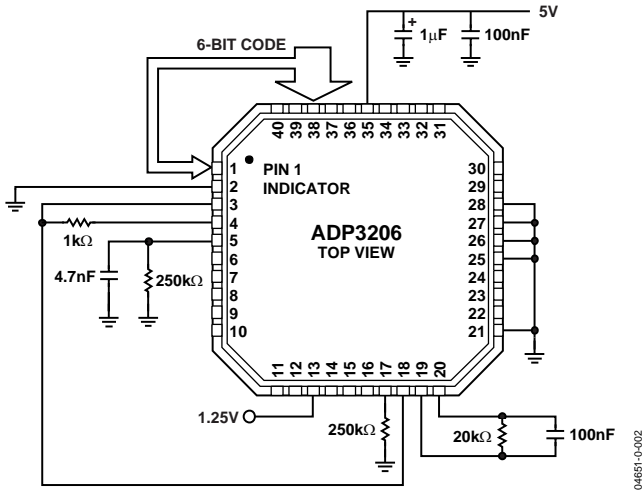 5V
6-BIT CODE
+
1μF
100nF
40 39 38 37 36 35 34 33 32 31
1
2
3
4
5
6
7
8
9
10
PIN 1
INDICATOR
ADP3206
TOP VIEW
30
29
28
27
26
25
24
23
22
21
1kΩ
4.7nF
250kΩ
11 12 13 14 15 16 17 18 19 20
1.25V
250kΩ
20kΩ
100nF
04651-0-002